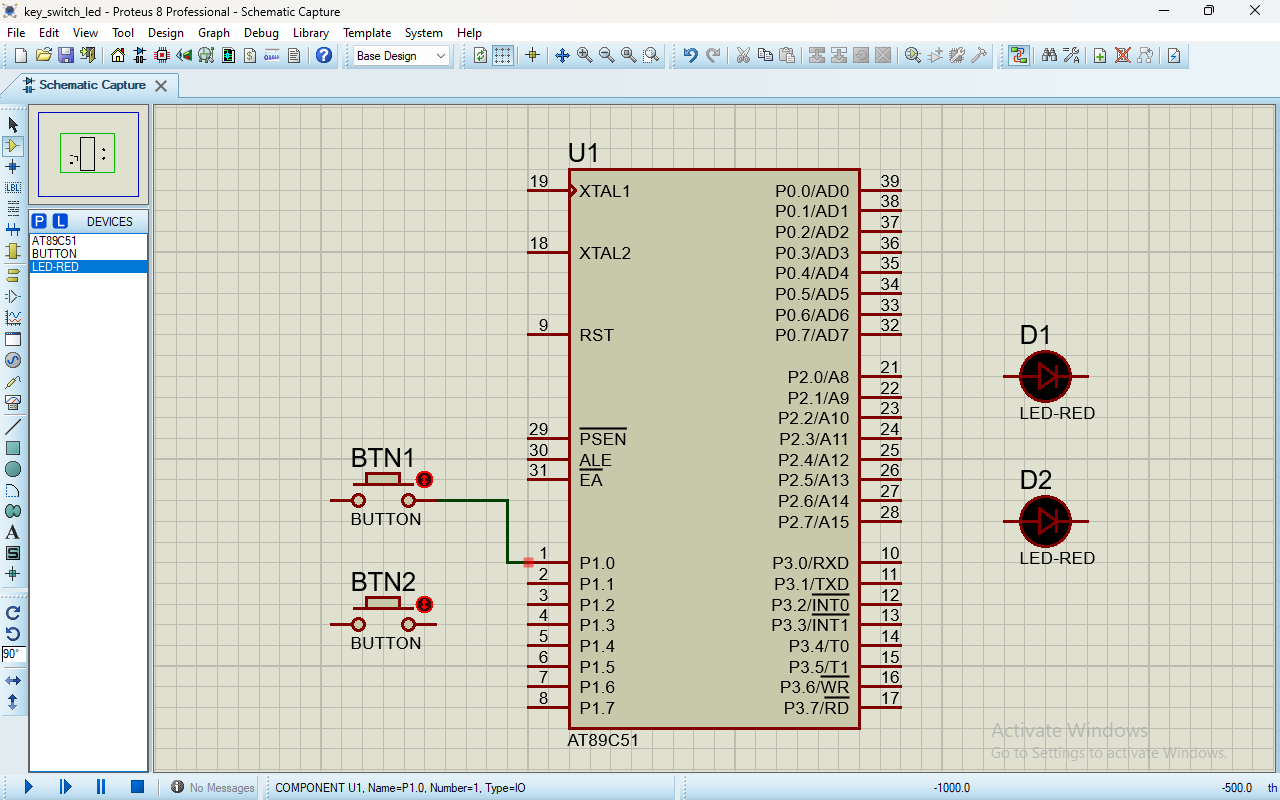 key_switch_led - Proteus 8 Professional - Schematic Capture
File Edit View Tool Design Graph Debug Library Template System Help
Base Design
Schematic Capture
P L DEVICES
AT89C51
BUTTON
LED-RED
LBL
A
S
90°
U1
19 XTAL1
18 XTAL2
9 RST
29 PSEN
30 ALE
31 EA
1 P1.0
2 P1.1
3 P1.2
4 P1.3
5 P1.4
6 P1.5
7 P1.6
8 P1.7
P0.0/AD0 39
P0.1/AD1 38
P0.2/AD2 37
P0.3/AD3 36
P0.4/AD4 35
P0.5/AD5 34
P0.6/AD6 33
P0.7/AD7 32
P2.0/A8 21
P2.1/A9 22
P2.2/A10 23
P2.3/A11 24
P2.4/A12 25
P2.5/A13 26
P2.6/A14 27
P2.7/A15 28
P3.0/RXD 10
P3.1/TXD 11
P3.2/INT0 12
P3.3/INT1 13
P3.4/T0 14
P3.5/T1 15
P3.6/WR 16
P3.7/RD 17
AT89C51
BTN1
BUTTON
BTN2
BUTTON
D1
LED-RED
D2
LED-RED
Activate Windows
Go to Settings to activate Windows.
No Messages COMPONENT U1, Name=P1.0, Number=1, Type=IO -1000.0 -500.0 th